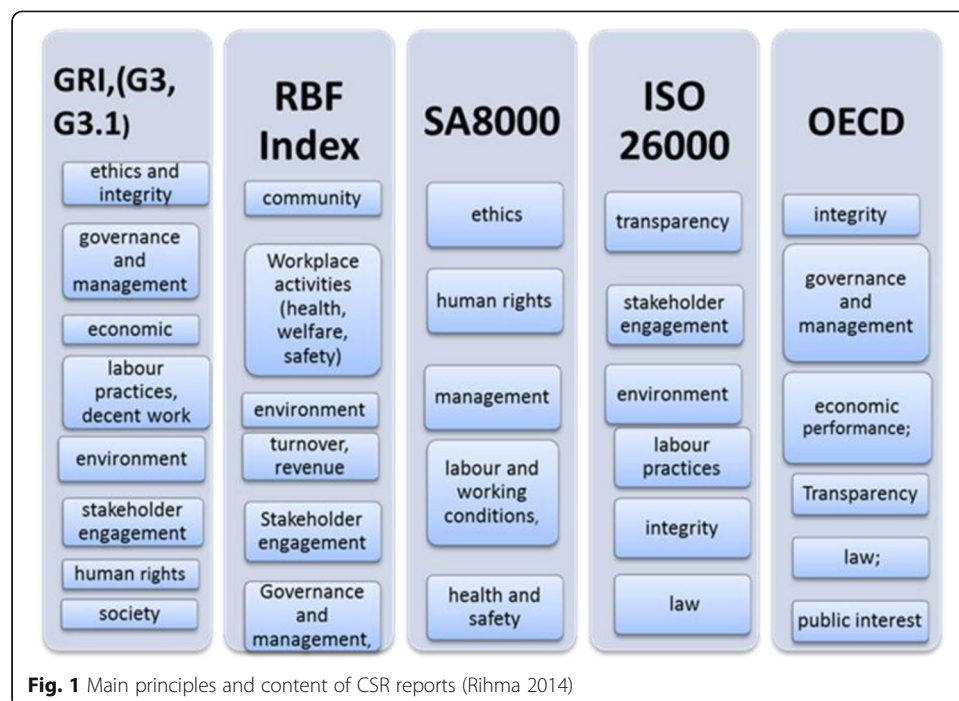 GRI,(G3,
G3.1)
ethics and
integrity
governance
and
management
economic
labour
practices,
decent work
environment
stakeholder
engagement
human rights
society
RBF
Index
community
Workplace
activities
(health,
welfare,
safety)
environment
turnover,
revenue
Stakeholder
engagement
Governance
and
management,
SA8000
ethics
human rights
management
labour and
working
conditions,
health and
safety
ISO
26000
transparency
stakeholder
engagement
environment
labour
practices
integrity
law
OECD
integrity
governance
and
management
economic
performance;
Transparency
law;
public interest
Fig. 1 Main principles and content of CSR reports (Rihma 2014)